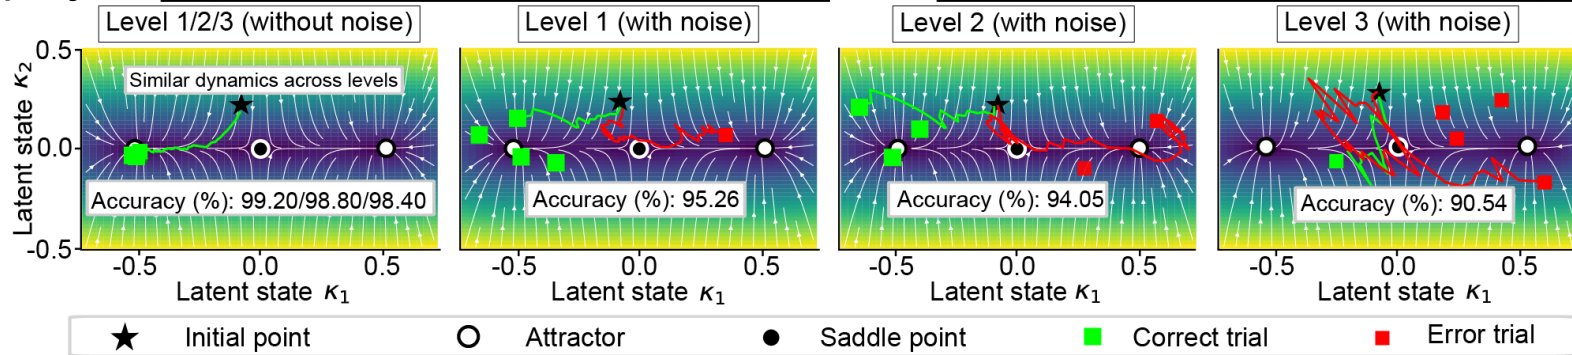 Level 1/2/3 (without noise)
Level 1 (with noise)
Level 2 (with noise)
Level 3 (with noise)
Latent state κ₂
0.5
0.0
-0.5
Similar dynamics across levels
Accuracy (%): 99.20/98.80/98.40
Accuracy (%): 95.26
Accuracy (%): 94.05
Accuracy (%): 90.54
-0.5 0.0 0.5
-0.5 0.0 0.5
-0.5 0.0 0.5
-0.5 0.0 0.5
Latent state κ₁
Latent state κ₁
Latent state κ₁
Latent state κ₁
Initial point
Attractor
Saddle point
Correct trial
Error trial